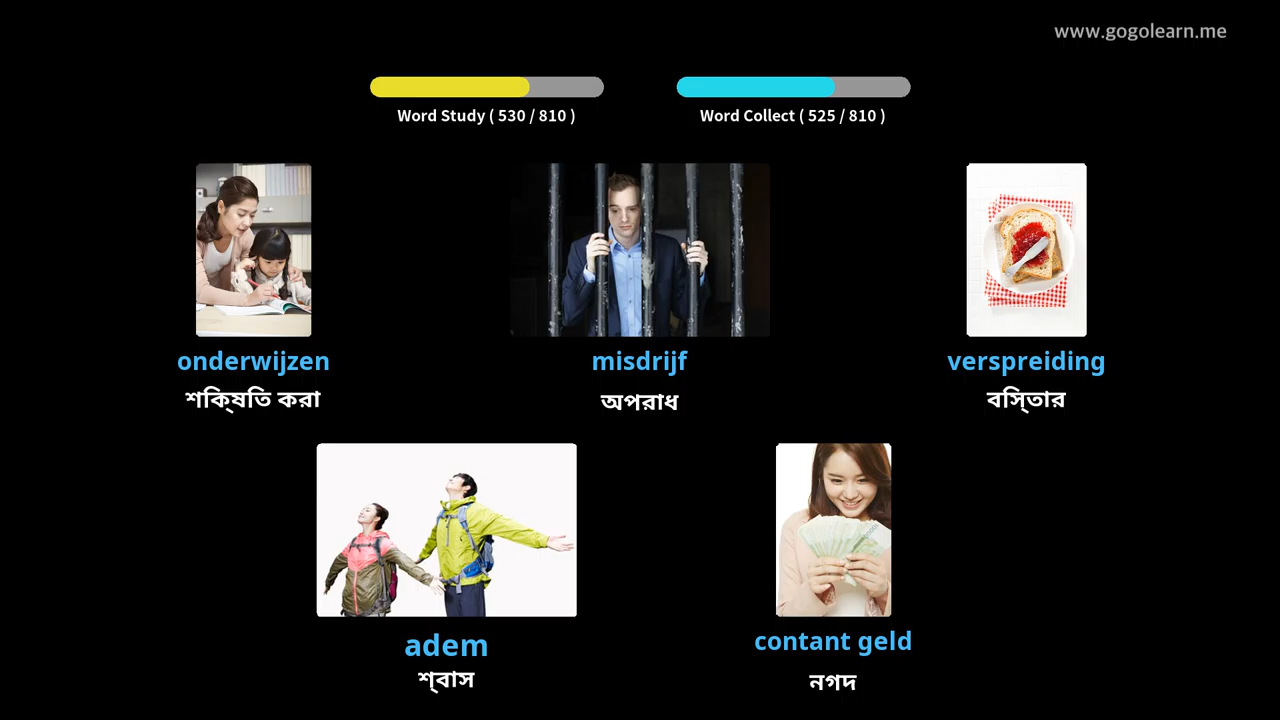 www.gogolearn.me
Word Study ( 530 / 810 )
Word Collect ( 525 / 810 )
onderwijzen
শিক্ষিত করা
misdrijf
অপরাধ
verspreiding
বিস্তার
adem
শ্বাস
contant geld
নগদ